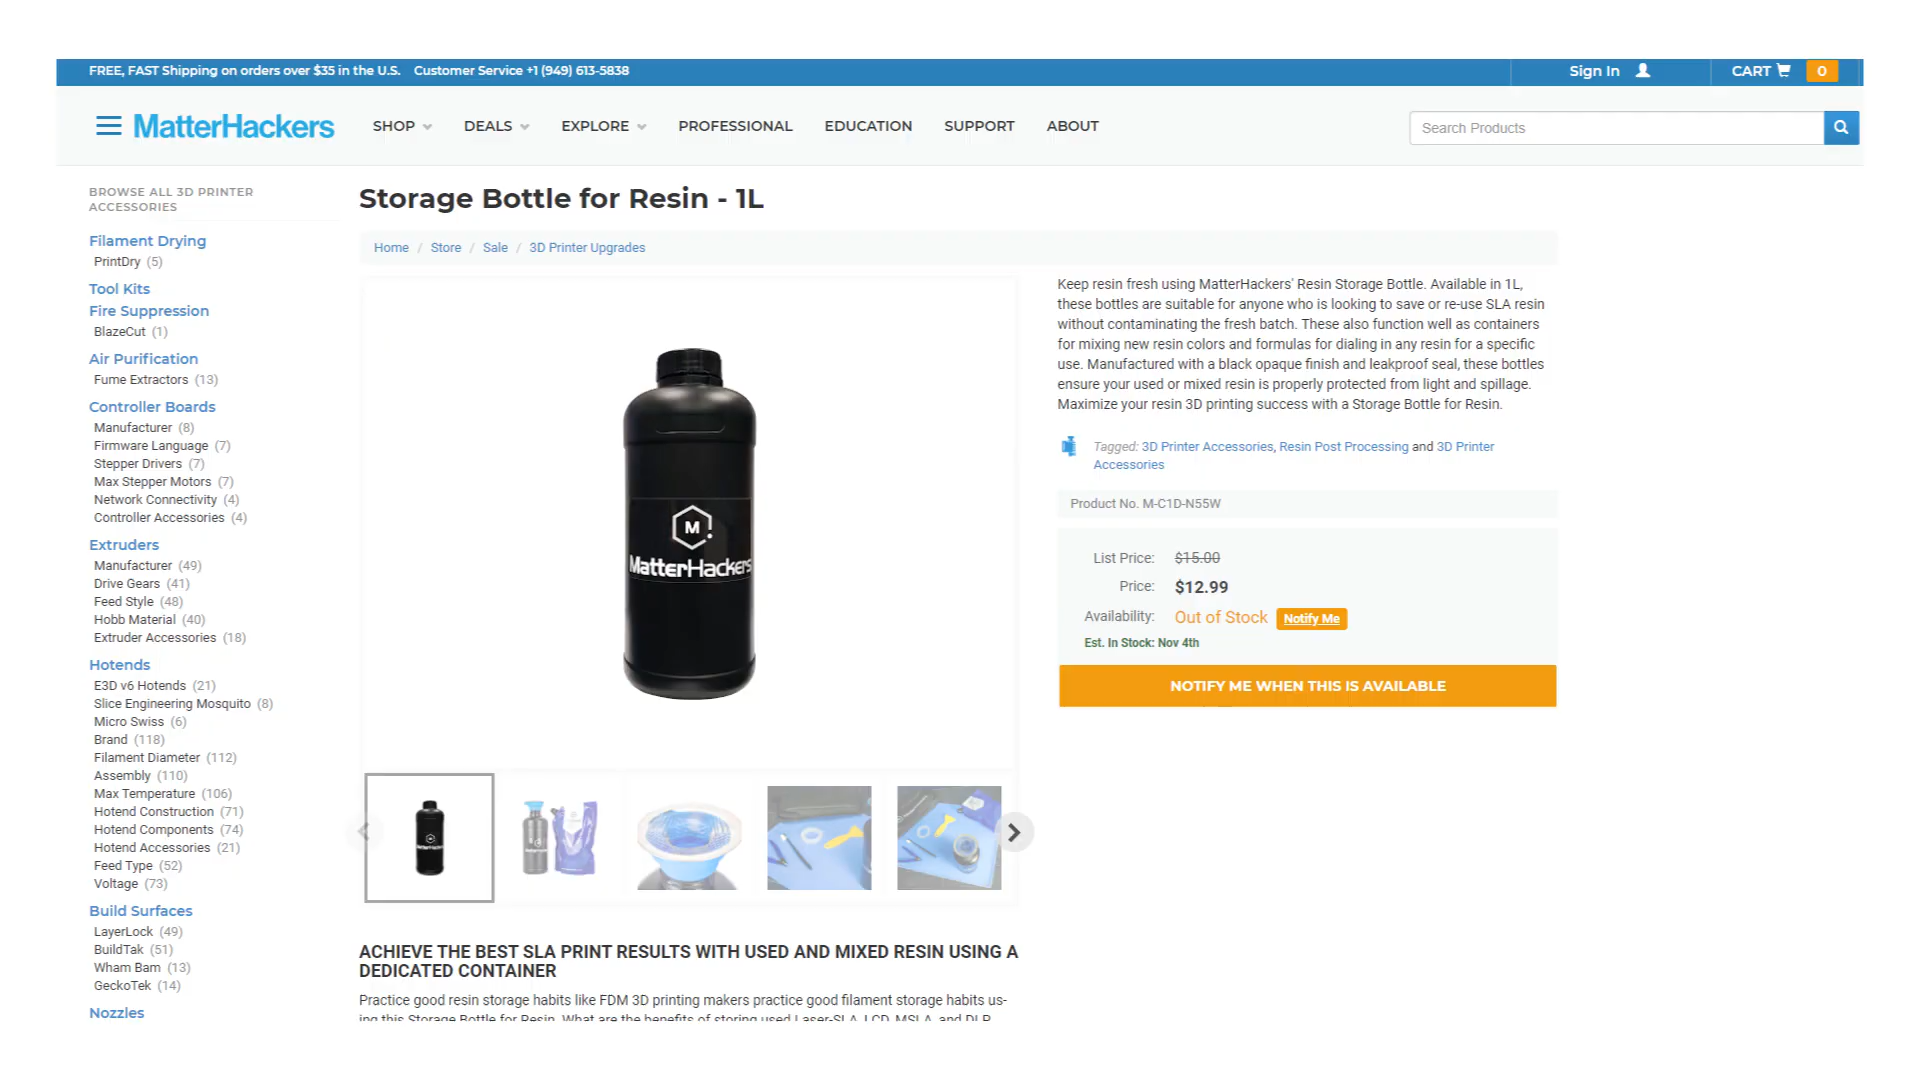 FREE, FAST Shipping on orders over $35 in the U.S. Customer Service +1 (949) 613-5838
Sign In
CART 0
MatterHackers
SHOP
DEALS
EXPLORE
PROFESSIONAL
EDUCATION
SUPPORT
ABOUT
Search Products
BROWSE ALL 3D PRINTER
ACCESSORIES
Filament Drying
PrintDry (5)
Tool Kits
Fire Suppression
BlazeCut (1)
Air Purification
Fume Extractors (13)
Controller Boards
Manufacturer (8)
Firmware Language (7)
Stepper Drivers (7)
Max Stepper Motors (7)
Network Connectivity (4)
Controller Accessories (4)
Extruders
Manufacturer (49)
Drive Gears (41)
Feed Style (48)
Hobb Material (40)
Extruder Accessories (18)
Hotends
E3D v6 Hotends (21)
Slice Engineering Mosquito (8)
Micro Swiss (6)
Brand (118)
Filament Diameter (112)
Assembly (110)
Max Temperature (106)
Hotend Construction (71)
Hotend Components (74)
Hotend Accessories (21)
Feed Type (52)
Voltage (73)
Build Surfaces
LayerLock (49)
BuildTak (51)
Wham Bam (13)
GeckoTek (14)
Nozzles
Storage Bottle for Resin - 1L
Home / Store / Sale / 3D Printer Upgrades
M
MatterHackers
Keep resin fresh using MatterHackers' Resin Storage Bottle. Available in 1L,
these bottles are suitable for anyone who is looking to save or re-use SLA resin
without contaminating the fresh batch. These also function well as containers
for mixing new resin colors and formulas for dialing in any resin for a specific
use. Manufactured with a black opaque finish and leakproof seal, these bottles
ensure your used or mixed resin is properly protected from light and spillage.
Maximize your resin 3D printing success with a Storage Bottle for Resin.
Tagged: 3D Printer Accessories, Resin Post Processing and 3D Printer
Accessories
Product No. M-C1D-N55W
List Price: $15.00
Price: $12.99
Availability: Out of Stock Notify Me
Est. In Stock: Nov 4th
NOTIFY ME WHEN THIS IS AVAILABLE
ACHIEVE THE BEST SLA PRINT RESULTS WITH USED AND MIXED RESIN USING A
DEDICATED CONTAINER
Practice good resin storage habits like FDM 3D printing makers practice good filament storage habits us-
ing this Storage Bottle for Resin. What are the benefits of storing used Laser-SLA, LCD, MSLA, and DLP